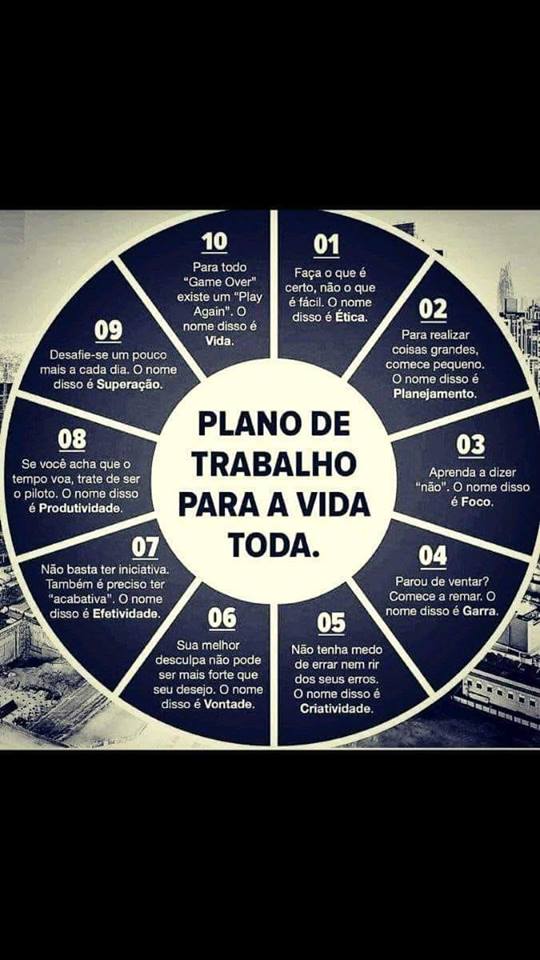 PLANO DE
TRABALHO
PARA A VIDA
TODA.
01
Faça o que é
certo, não o que
é fácil. O nome
disso é Ética.
02
Para realizar
coisas grandes,
comece pequeno.
O nome disso é
Planejamento.
03
Aprenda a dizer
“não”. O nome disso
é Foco.
04
Parou de ventar?
Comece a remar. O
nome disso é Garra.
05
Não tenha medo
de errar nem rir
dos seus erros.
O nome disso é
Criatividade.
06
Sua melhor
desculpa não pode
ser mais forte que
seu desejo. O nome
disso é Vontade.
07
Não basta ter iniciativa.
Também é preciso ter
“acabativa”. O nome
disso é Efetividade.
08
Se você acha que o
tempo voa, trate de ser
o piloto. O nome disso
é Produtividade.
09
Desafie-se um pouco
mais a cada dia. O nome
disso é Superação.
10
Para todo
“Game Over”
existe um “Play
Again”. O
nome disso é
Vida.